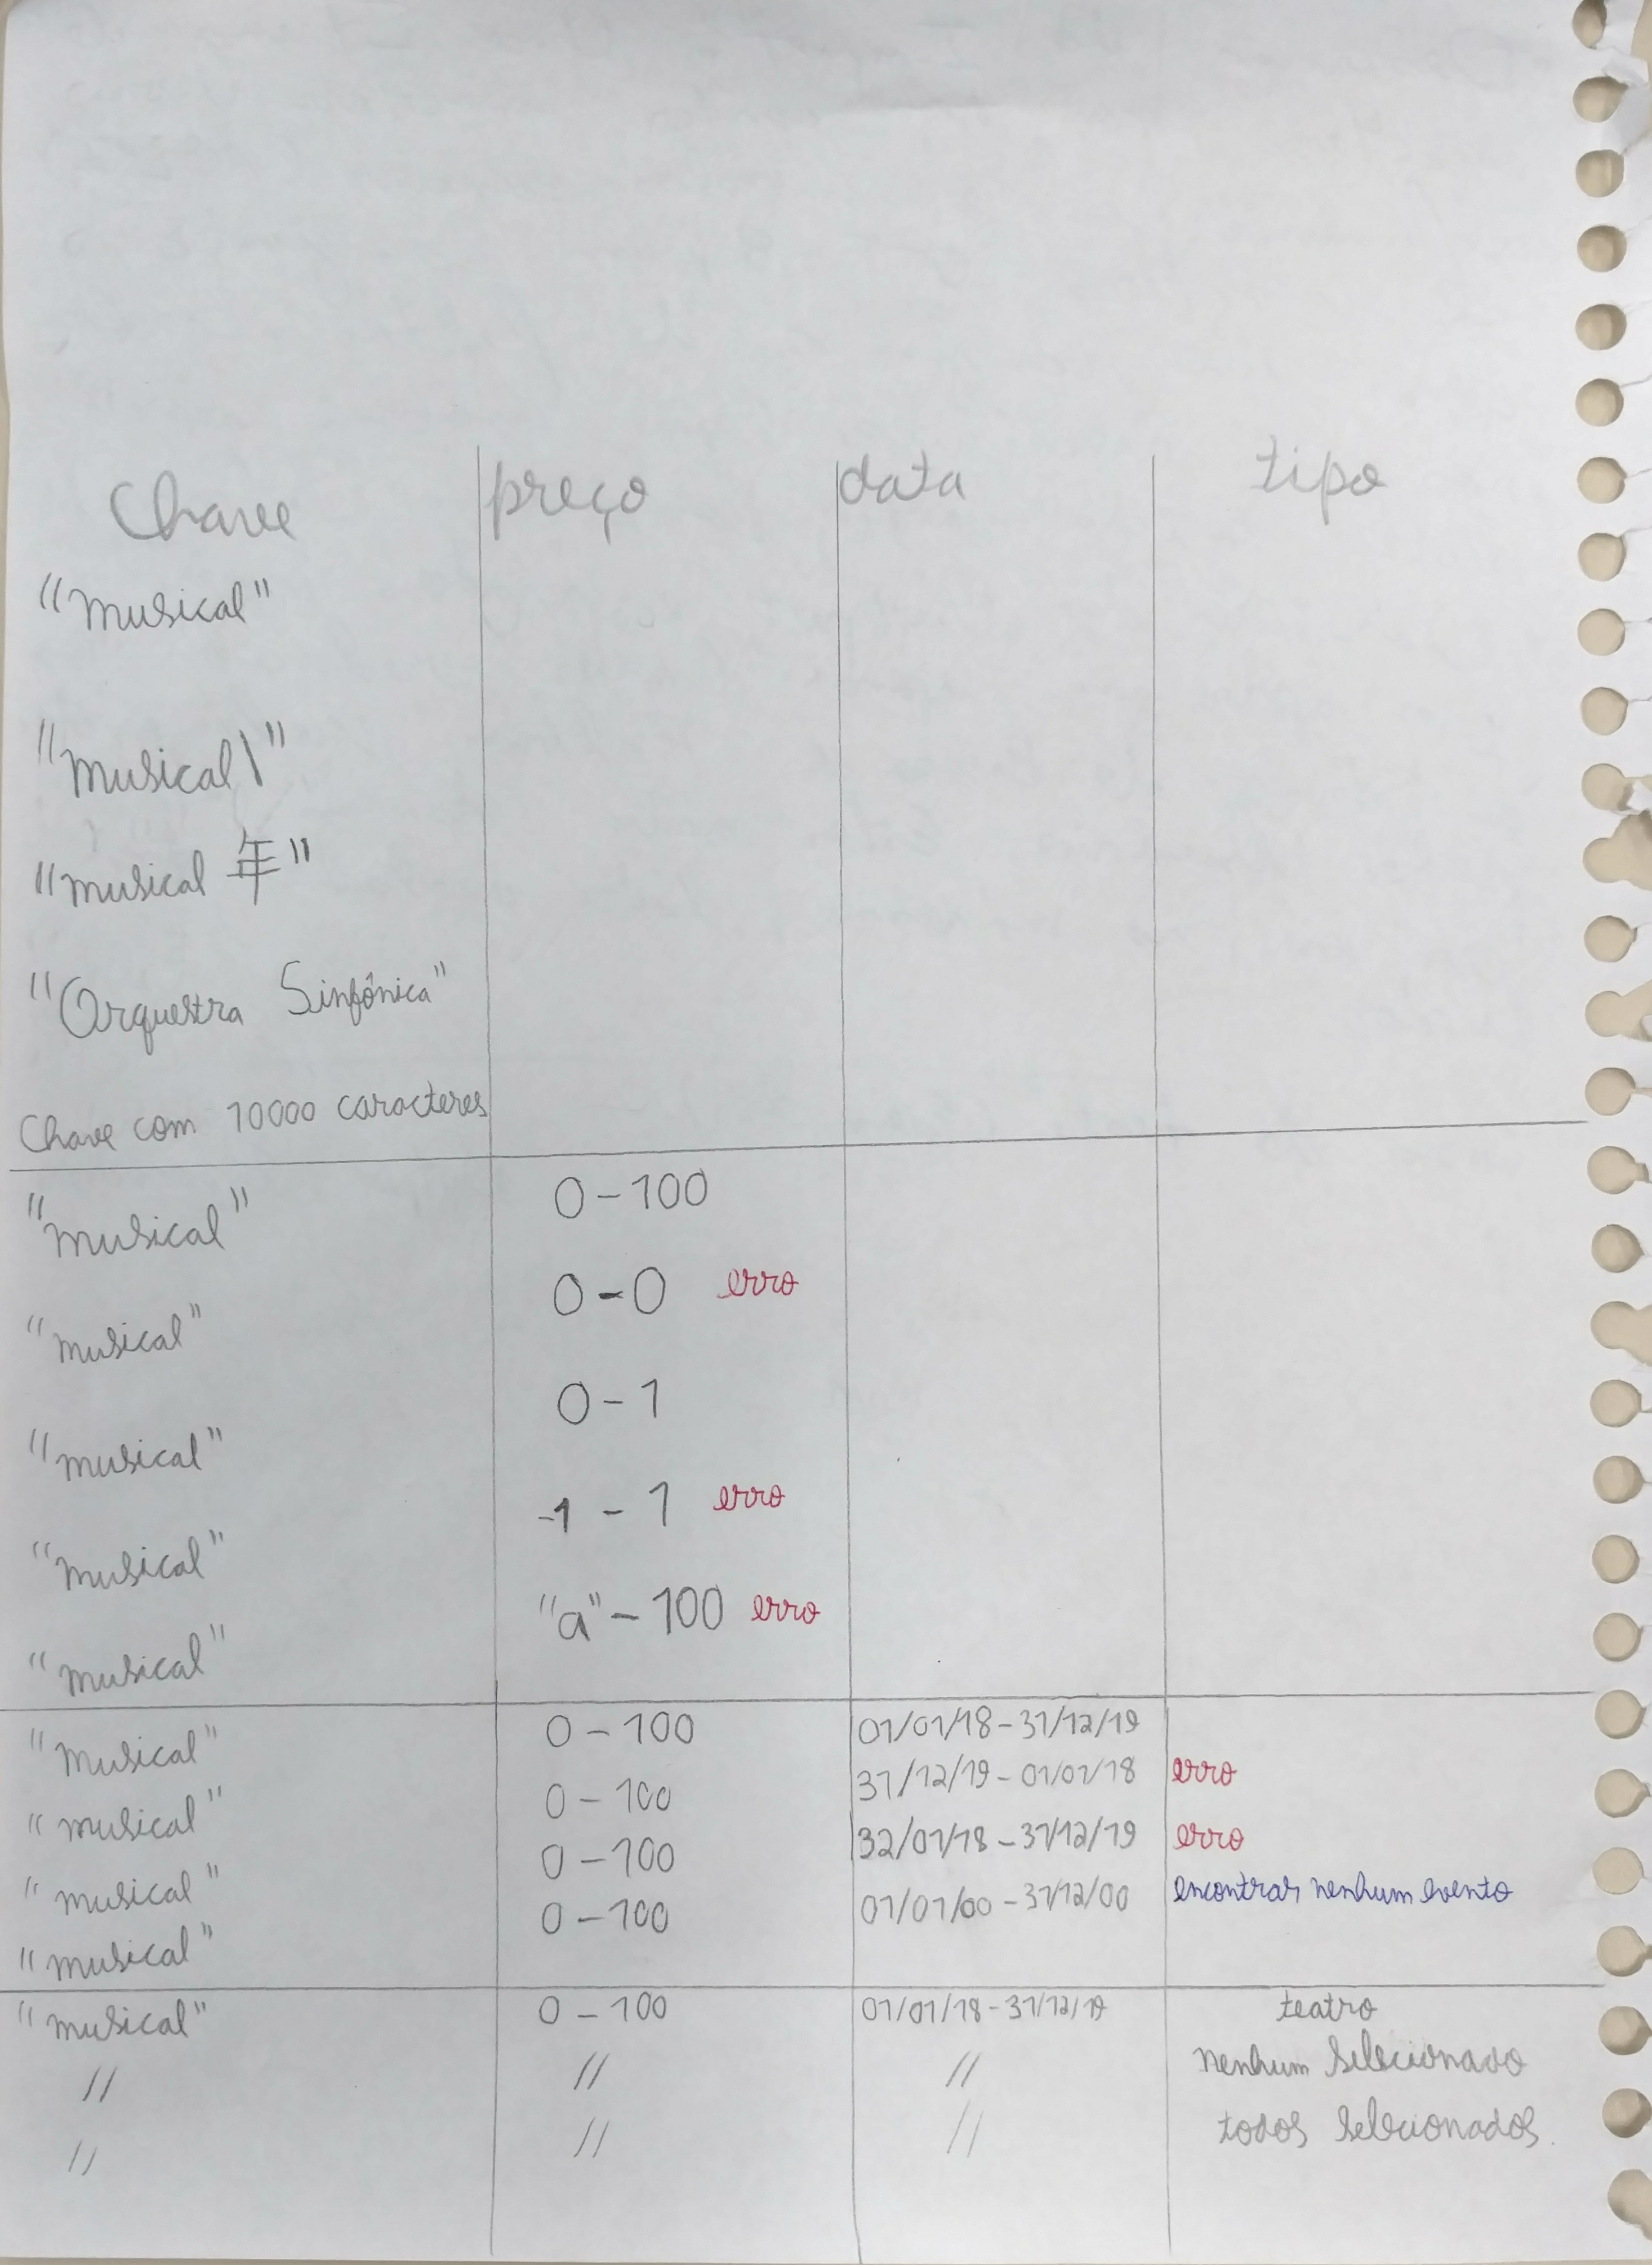 Chave preço data tipo
"musical"
"musical\"
"musical 年"
"Orquestra Sinfônica"
Chave com 10000 caracteres
"musical" 0-100
"musical" 0-0 erro
"musical" 0-1
"musical" -1 - 1 erro
"musical" "a" - 100 erro
"musical" 0-100 01/01/18-31/12/19
"musical" 0-100 31/12/19-01/01/18 erro
"musical" 0-100 32/01/18-31/12/19 erro
"musical" 0-100 01/01/00-31/12/00 encontrar nenhum evento
"musical" 0-100 01/01/18-31/12/19 teatro
// // // nenhum selecionado
// // // todos selecionados.